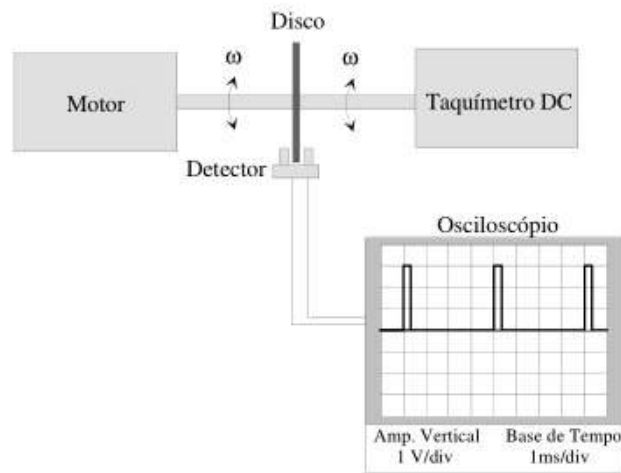 Disco
ω
ω
Motor
Taquímetro DC
Detector
Osciloscópio
Amp. Vertical
1 V/div
Base de Tempo
1ms/div